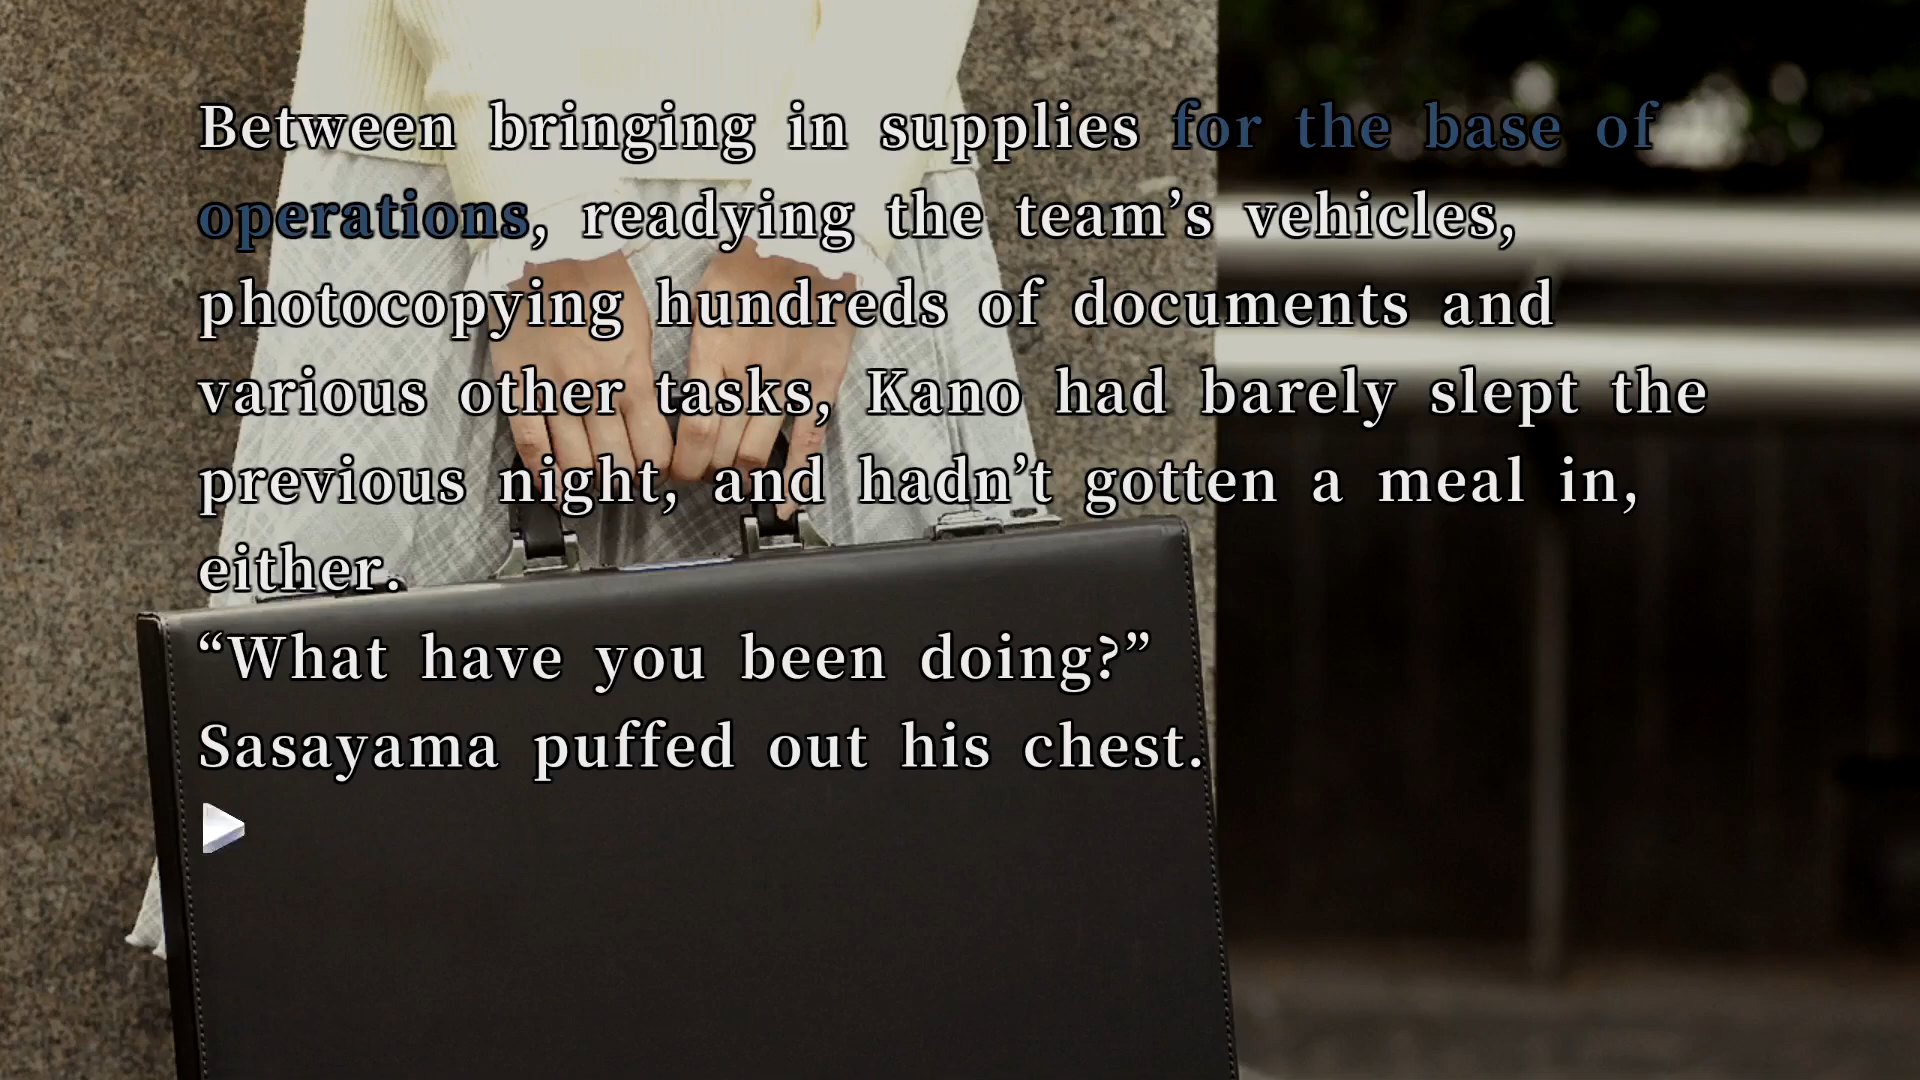 Between bringing in supplies for the base of
operations, readying the team’s vehicles,
photocopying hundreds of documents and
various other tasks, Kano had barely slept the
previous night, and hadn’t gotten a meal in,
either.
“What have you been doing?”
Sasayama puffed out his chest.